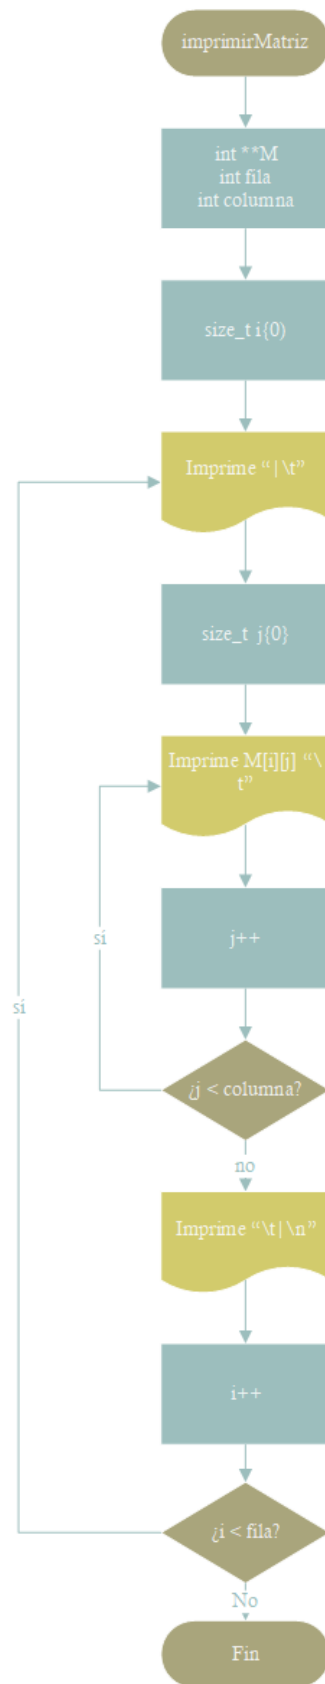 imprimirMatriz
int **M
int fila
int columna
size_t i{0)
Imprime “| \t”
size_t j{0}
Imprime M[i][j] “\
t”
j++
sí
sí
¿j < columna?
no
Imprime “\t| \n”
i++
¿i < fila?
No
Fin